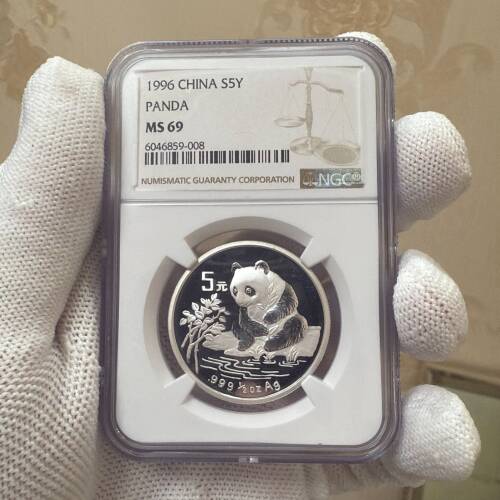 1996 CHINA S5Y
PANDA
MS 69
6046859-008
NUMISMATIC GUARANTY CORPORATION
NGC®
5元
.999 ½ oz Ag